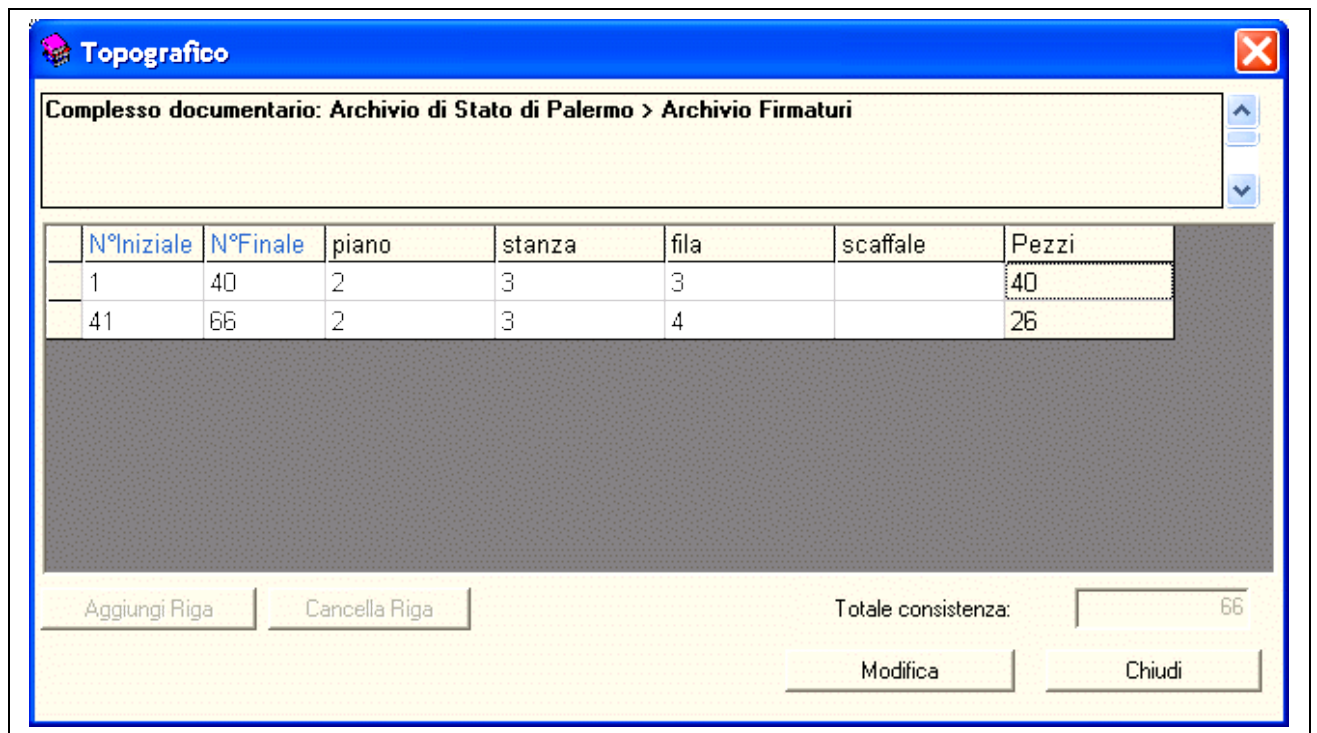 Topografico
Complesso documentario: Archivio di Stato di Palermo > Archivio Firmaturi
N°Iniziale N°Finale piano stanza fila scaffale Pezzi
1 40 2 3 3 40
41 66 2 3 4 26
Aggiungi Riga Cancella Riga Totale consistenza: 66
Modifica Chiudi